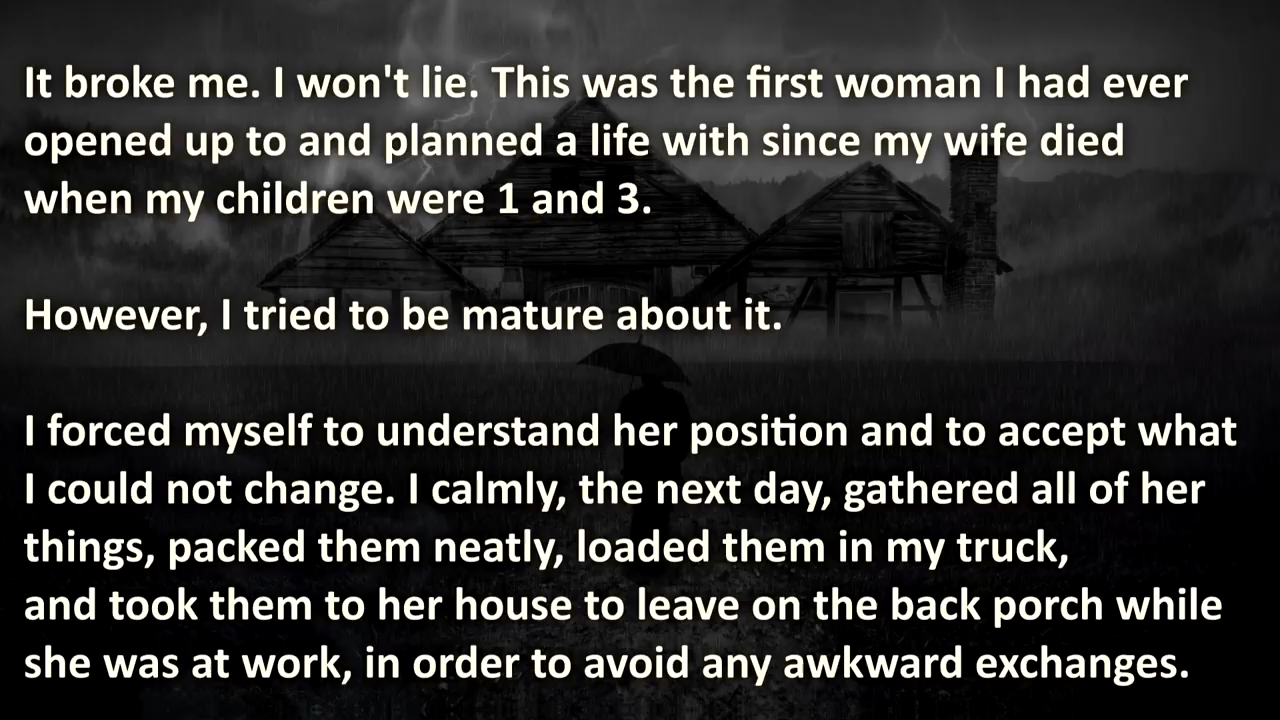 It broke me. I won't lie. This was the first woman I had ever
opened up to and planned a life with since my wife died
when my children were 1 and 3.
However, I tried to be mature about it.
I forced myself to understand her position and to accept what
I could not change. I calmly, the next day, gathered all of her
things, packed them neatly, loaded them in my truck,
and took them to her house to leave on the back porch while
she was at work, in order to avoid any awkward exchanges.